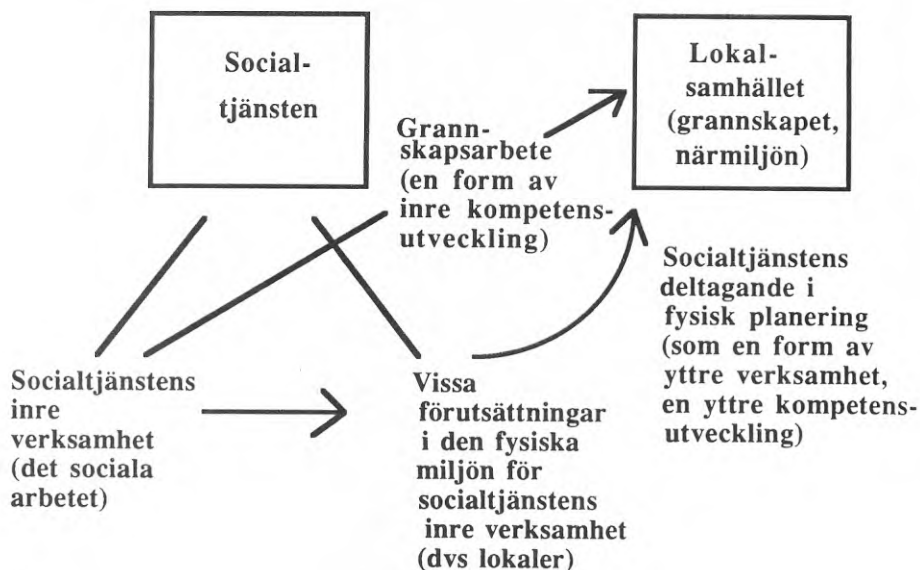 Social-
tjänsten
Lokal-
samhället
(grannskapet,
närmiljön)
Grann-
skapsarbete
(en form av
inre kompetens-
utveckling)
Socialtjänstens
deltagande i
fysisk planering
(som en form av
yttre verksamhet,
en yttre kompetens-
utveckling)
Socialtjänstens
inre
verksamhet
(det sociala
arbetet)
Vissa
förutsättningar
i den fysiska
miljön för
socialtjänstens
inre verksamhet
(dvs lokaler)